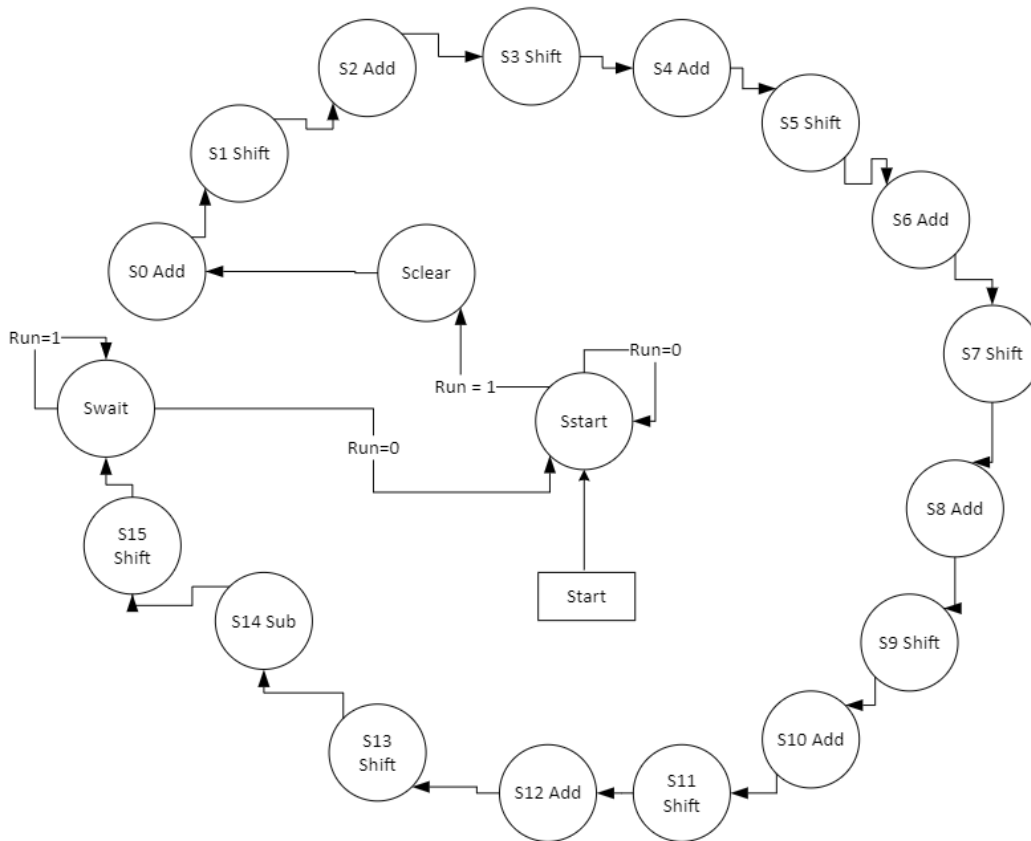 S2 Add
S3 Shift
S4 Add
S5 Shift
S1 Shift
S6 Add
S0 Add
Sclear
Run=1
Run=0
S7 Shift
Run = 1
Swait
Sstart
Run=0
S8 Add
S15
Shift
Start
S14 Sub
S9 Shift
S13
Shift
S10 Add
S12 Add
S11
Shift